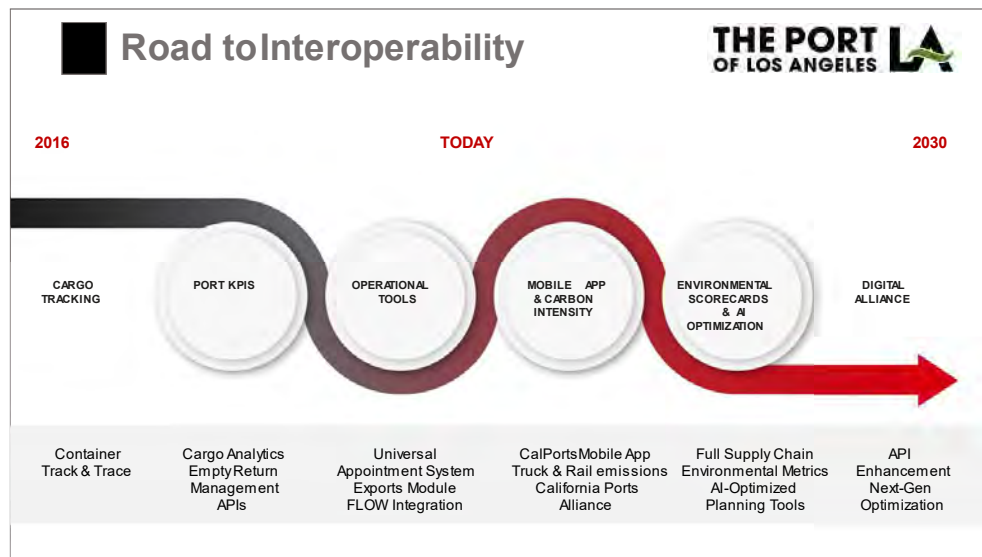 Road toInteroperability
THE PORT
OF LOS ANGELES
LA
2016
TODAY
2030
CARGO
TRACKING
PORT KPIS
OPERATIONAL
TOOLS
MOBILE APP
& CARBON
INTENSITY
ENVIRONMENTAL
SCORECARDS
& AI
OPTIMIZATION
DIGITAL
ALLIANCE
Container
Track & Trace
Cargo Analytics
EmptyReturn
Management
APIs
Universal
Appointment System
Exports Module
FLOW Integration
CalPortsMobile App
Truck & Rail emissions
California Ports
Alliance
Full Supply Chain
Environmental Metrics
AI-Optimized
Planning Tools
API
Enhancement
Next-Gen
Optimization